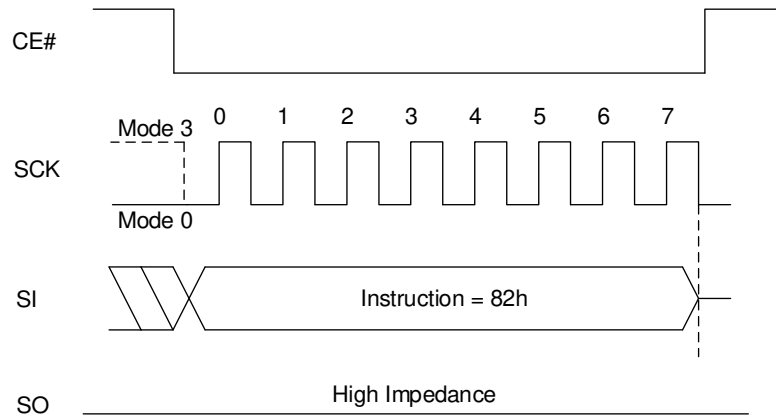 CE#
0 1 2 3 4 5 6 7
Mode 3
SCK
Mode 0
SI
Instruction = 82h
High Impedance
SO